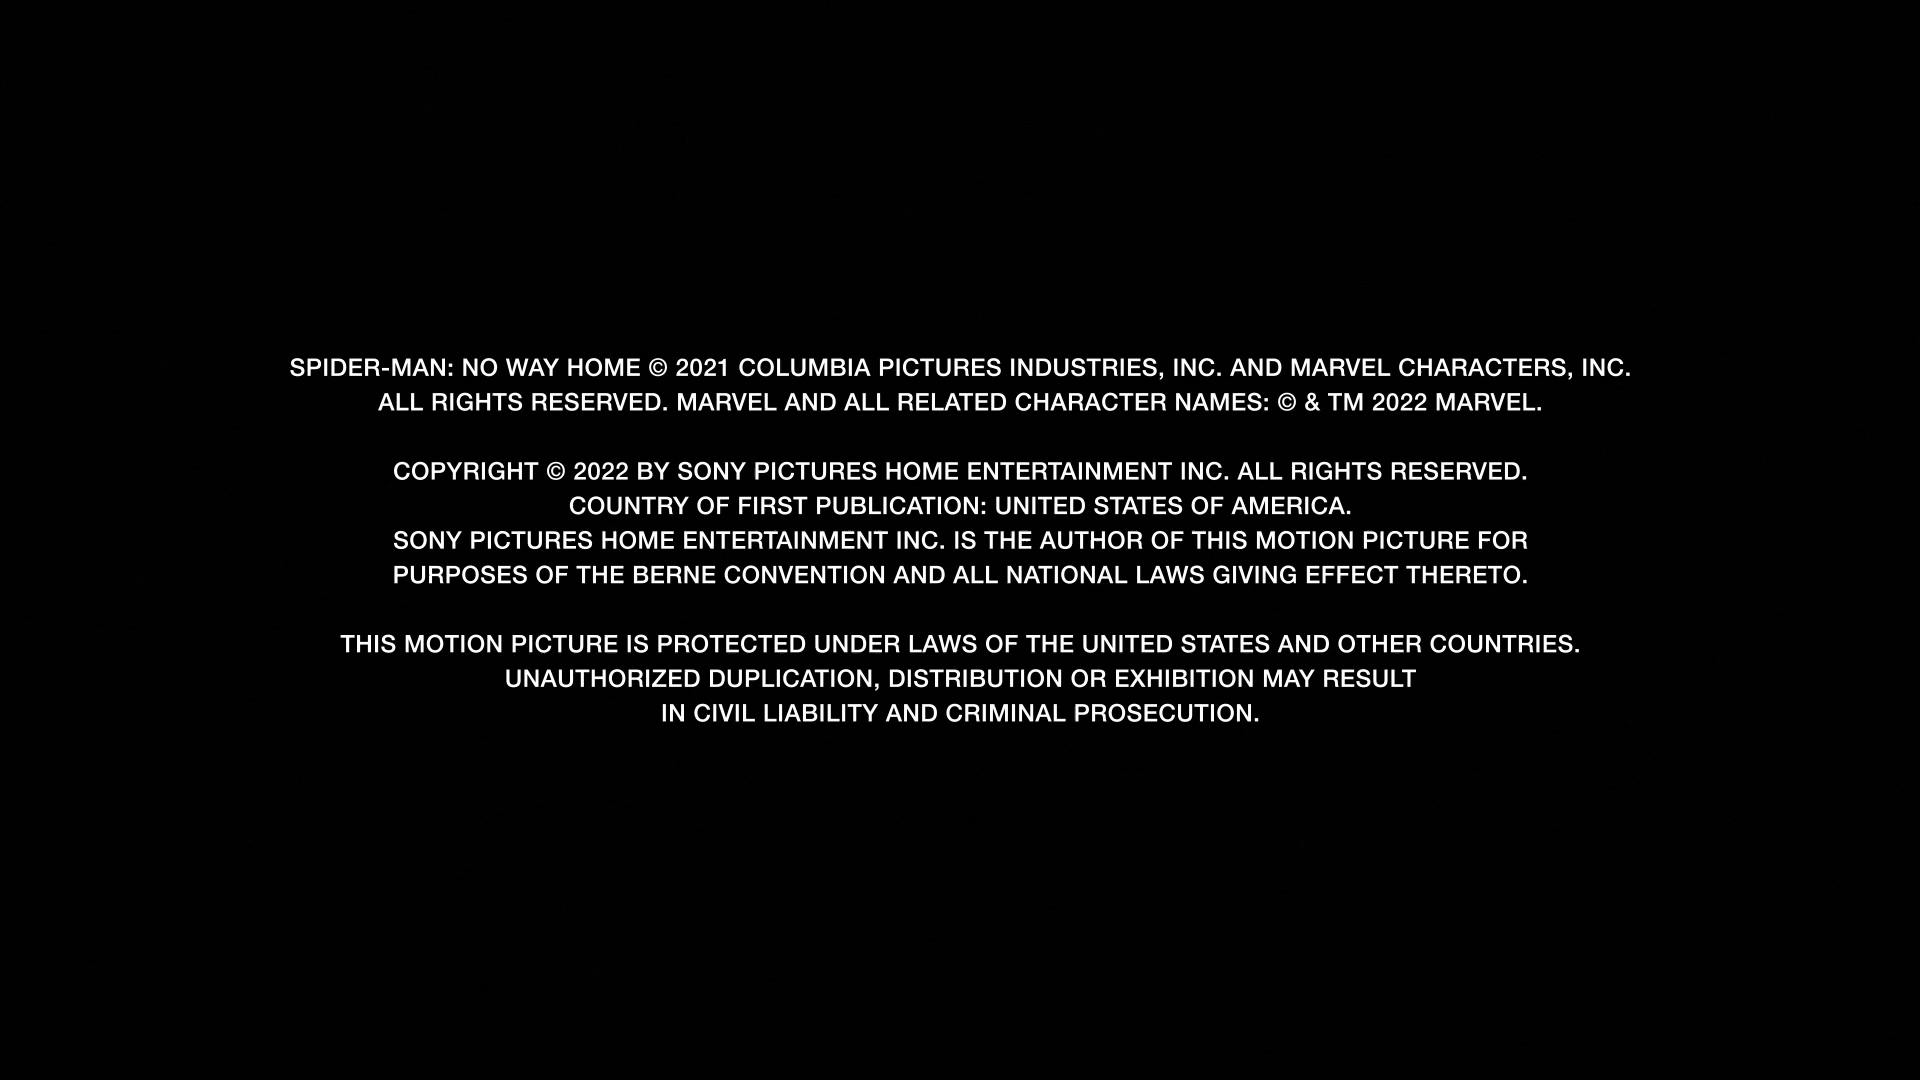 SPIDER-MAN: NO WAY HOME © 2021 COLUMBIA PICTURES INDUSTRIES, INC. AND MARVEL CHARACTERS, INC.
ALL RIGHTS RESERVED. MARVEL AND ALL RELATED CHARACTER NAMES: © & TM 2022 MARVEL.
COPYRIGHT © 2022 BY SONY PICTURES HOME ENTERTAINMENT INC. ALL RIGHTS RESERVED.
COUNTRY OF FIRST PUBLICATION: UNITED STATES OF AMERICA.
SONY PICTURES HOME ENTERTAINMENT INC. IS THE AUTHOR OF THIS MOTION PICTURE FOR
PURPOSES OF THE BERNE CONVENTION AND ALL NATIONAL LAWS GIVING EFFECT THERETO.
THIS MOTION PICTURE IS PROTECTED UNDER LAWS OF THE UNITED STATES AND OTHER COUNTRIES.
UNAUTHORIZED DUPLICATION, DISTRIBUTION OR EXHIBITION MAY RESULT
IN CIVIL LIABILITY AND CRIMINAL PROSECUTION.